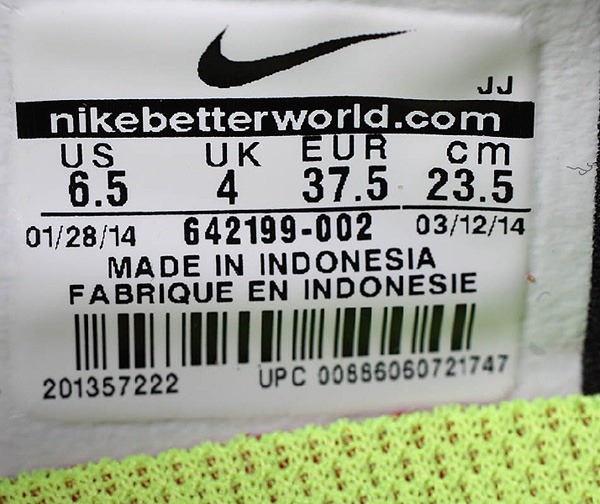 JJ
nikebetterworld.com
US UK EUR cm
6.5 4 37.5 23.5
01/28/14 642199-002 03/12/14
MADE IN INDONESIA
FABRIQUE EN INDONESIE
201357222 UPC 00886060721747